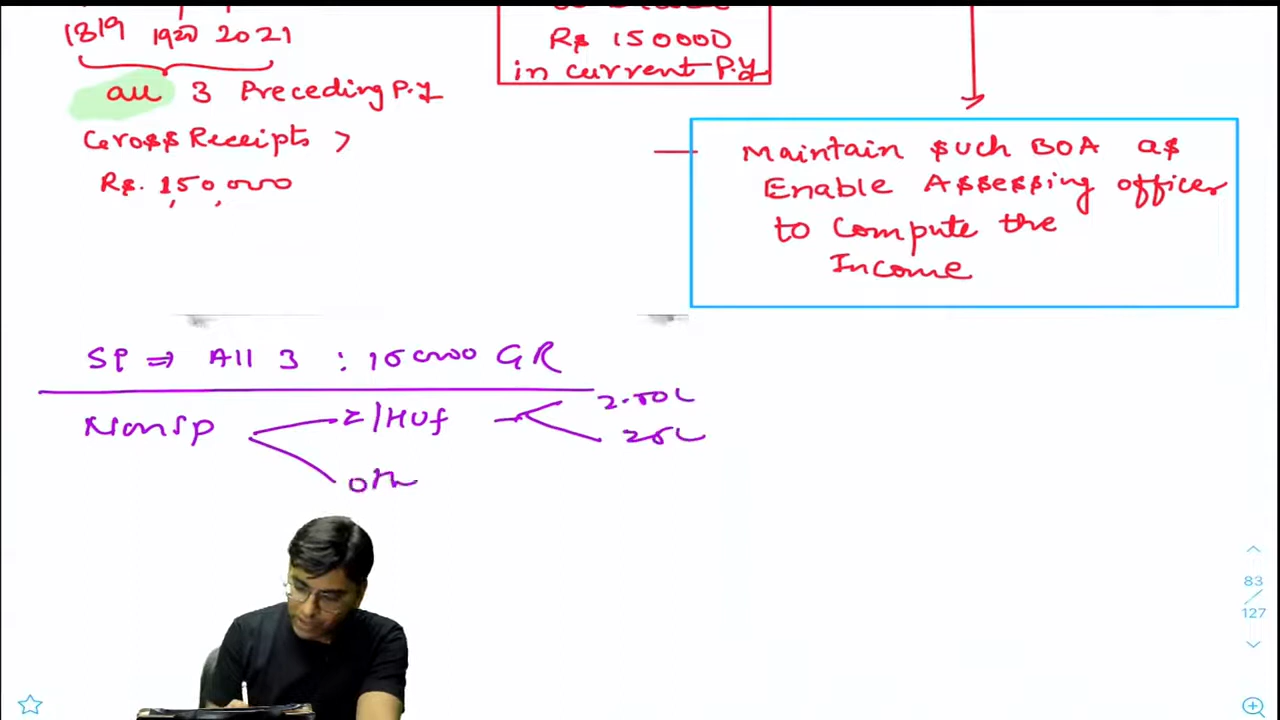 1819 1920 2021
all 3 Preceding P.Y
Gross Receipts >
Rs. 150,000
Rs 150000
in current P.Y
Maintain such BOA as
Enable Assessing officer
to compute the
Income
SP ⇒ All 3 : 150000 GR
NonSP I/HUf 2.50L
25L
oth
83
127